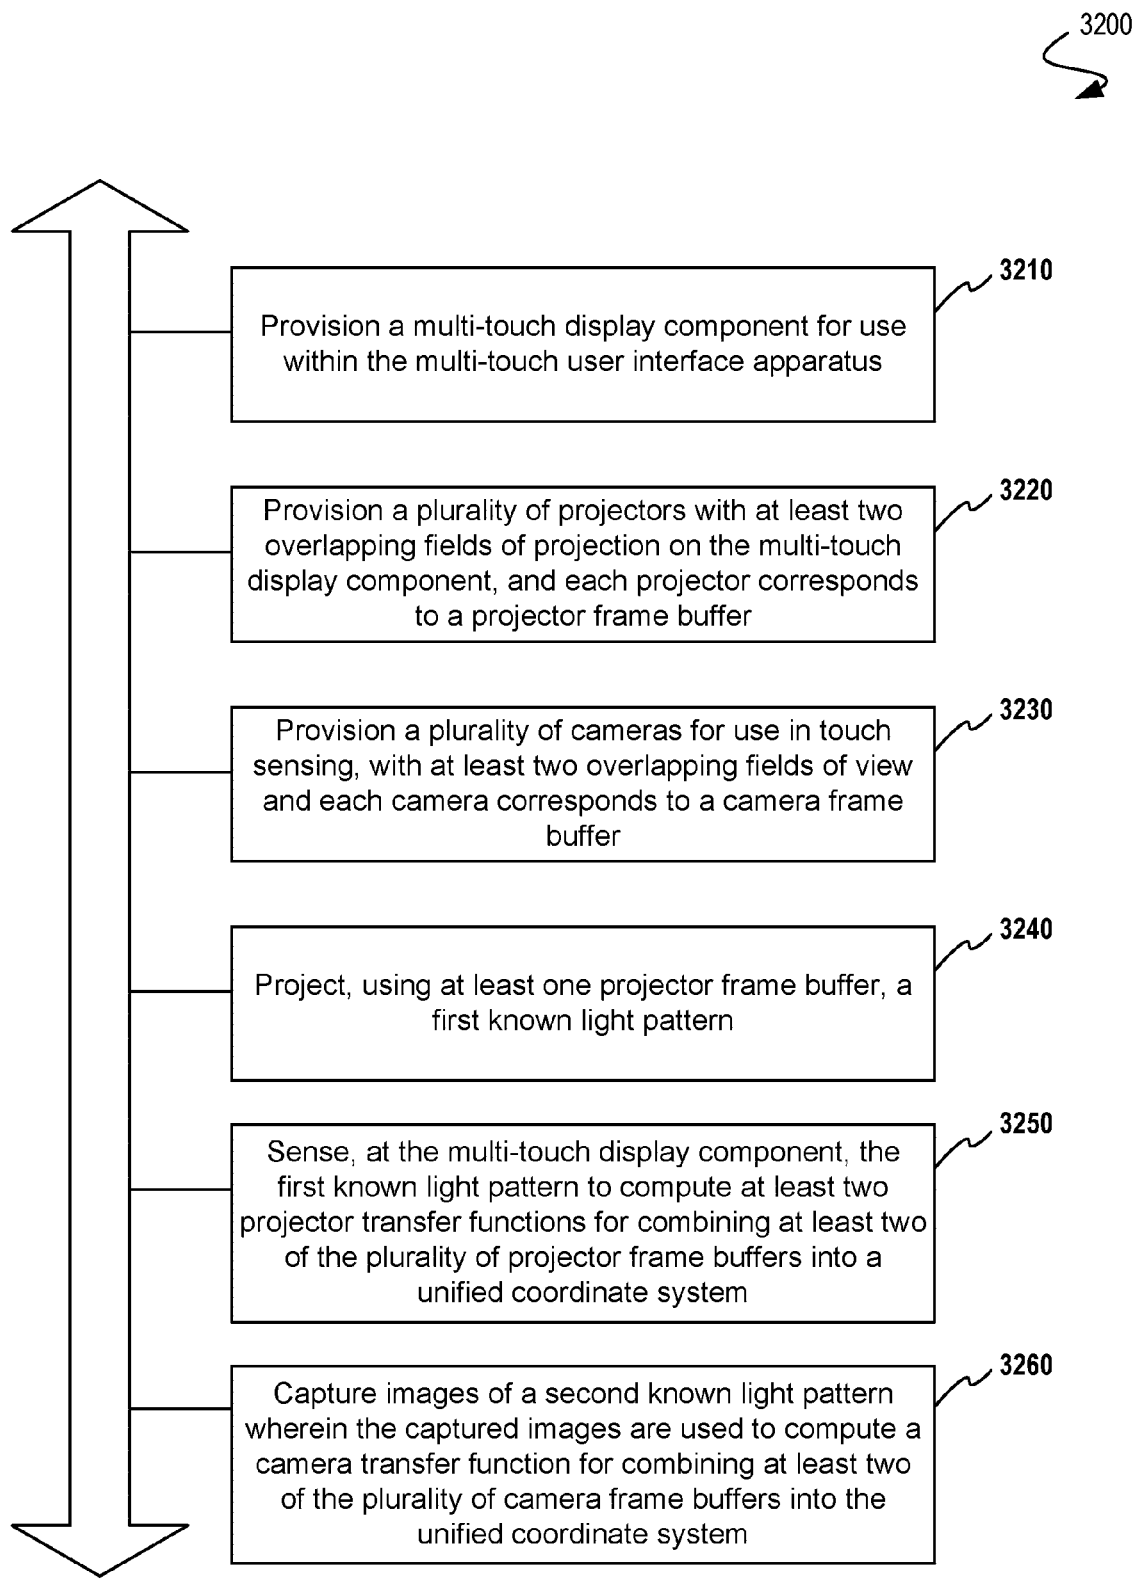 3200
3210
Provision a multi-touch display component for use
within the multi-touch user interface apparatus
3220
Provision a plurality of projectors with at least two
overlapping fields of projection on the multi-touch
display component, and each projector corresponds
to a projector frame buffer
3230
Provision a plurality of cameras for use in touch
sensing, with at least two overlapping fields of view
and each camera corresponds to a camera frame
buffer
3240
Project, using at least one projector frame buffer, a
first known light pattern
3250
Sense, at the multi-touch display component, the
first known light pattern to compute at least two
projector transfer functions for combining at least two
of the plurality of projector frame buffers into a
unified coordinate system
3260
Capture images of a second known light pattern
wherein the captured images are used to compute a
camera transfer function for combining at least two
of the plurality of camera frame buffers into the
unified coordinate system